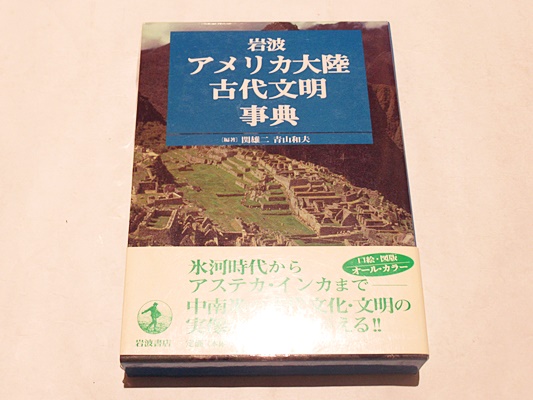 岩波
アメリカ大陸
古代文明
事典
[編著] 関雄二 青山和夫
口絵・図版
オール・カラー
氷河時代から
アステカ・インカまで——
中南 文化・文明の
実 える!!
岩波書店